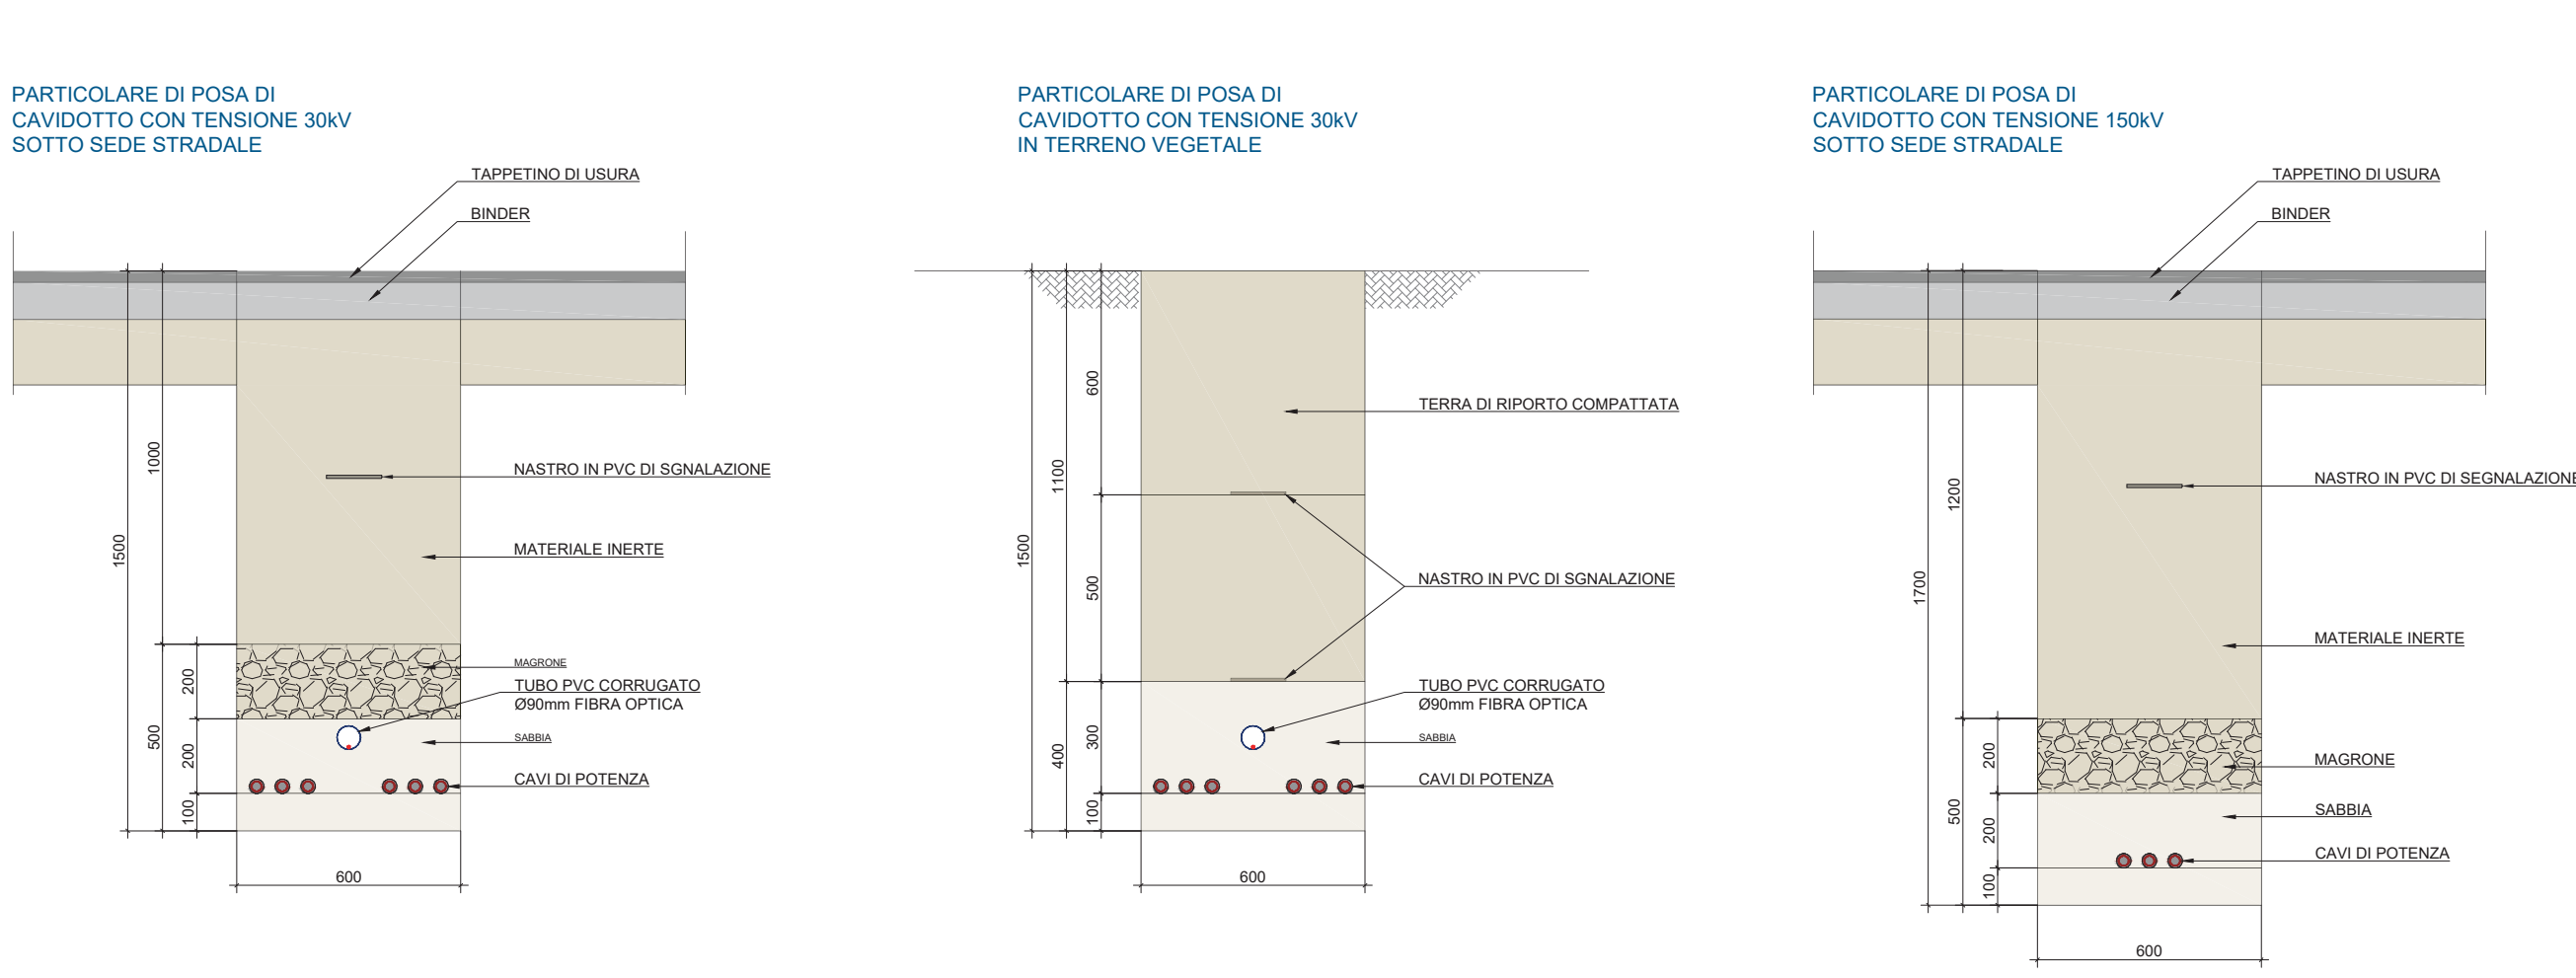 PARTICOLARE DI POSA DI
CAVIDOTTO CON TENSIONE 30kV
SOTTO SEDE STRADALE
TAPPETINO DI USURA
BINDER
1000
1500
NASTRO IN PVC DI SGNALAZIONE
MATERIALE INERTE
200
MAGRONE
TUBO PVC CORRUGATO
Ø90mm FIBRA OPTICA
500
200
SABBIA
CAVI DI POTENZA
100
600
PARTICOLARE DI POSA DI
CAVIDOTTO CON TENSIONE 30kV
IN TERRENO VEGETALE
600
TERRA DI RIPORTO COMPATTATA
1100
1500
500
NASTRO IN PVC DI SGNALAZIONE
TUBO PVC CORRUGATO
Ø90mm FIBRA OPTICA
300
400
SABBIA
CAVI DI POTENZA
100
600
PARTICOLARE DI POSA DI
CAVIDOTTO CON TENSIONE 150kV
SOTTO SEDE STRADALE
TAPPETINO DI USURA
BINDER
1200
NASTRO IN PVC DI SEGNALAZIONE
1700
MATERIALE INERTE
200
MAGRONE
500
SABBIA
200
CAVI DI POTENZA
100
600